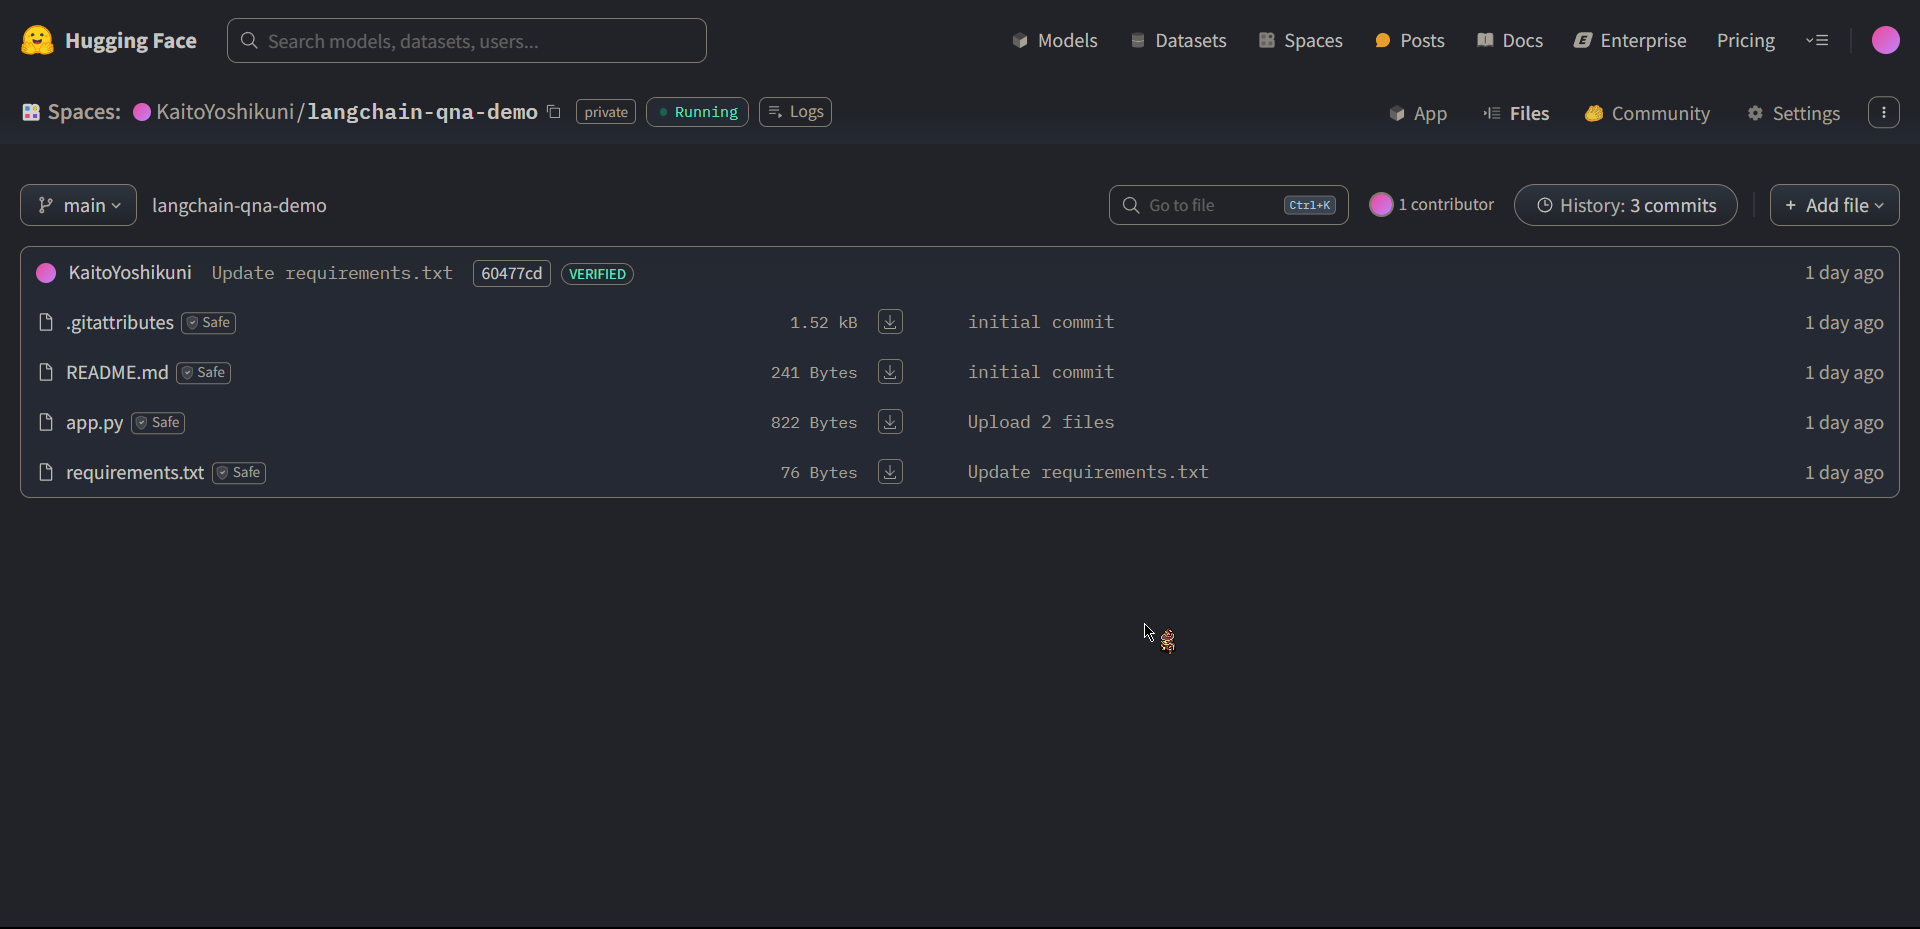 Hugging Face
Search models, datasets, users...
Models
Datasets
Spaces
Posts
Docs
Enterprise
Pricing
Spaces:
KaitoYoshikuni/langchain-qna-demo
private
Running
Logs
App
Files
Community
Settings
main
langchain-qna-demo
Go to file
Ctrl+K
1 contributor
History: 3 commits
+ Add file
KaitoYoshikuni Update requirements.txt 60477cd VERIFIED 1 day ago
.gitattributes Safe 1.52 kB initial commit 1 day ago
README.md Safe 241 Bytes initial commit 1 day ago
app.py Safe 822 Bytes Upload 2 files 1 day ago
requirements.txt Safe 76 Bytes Update requirements.txt 1 day ago